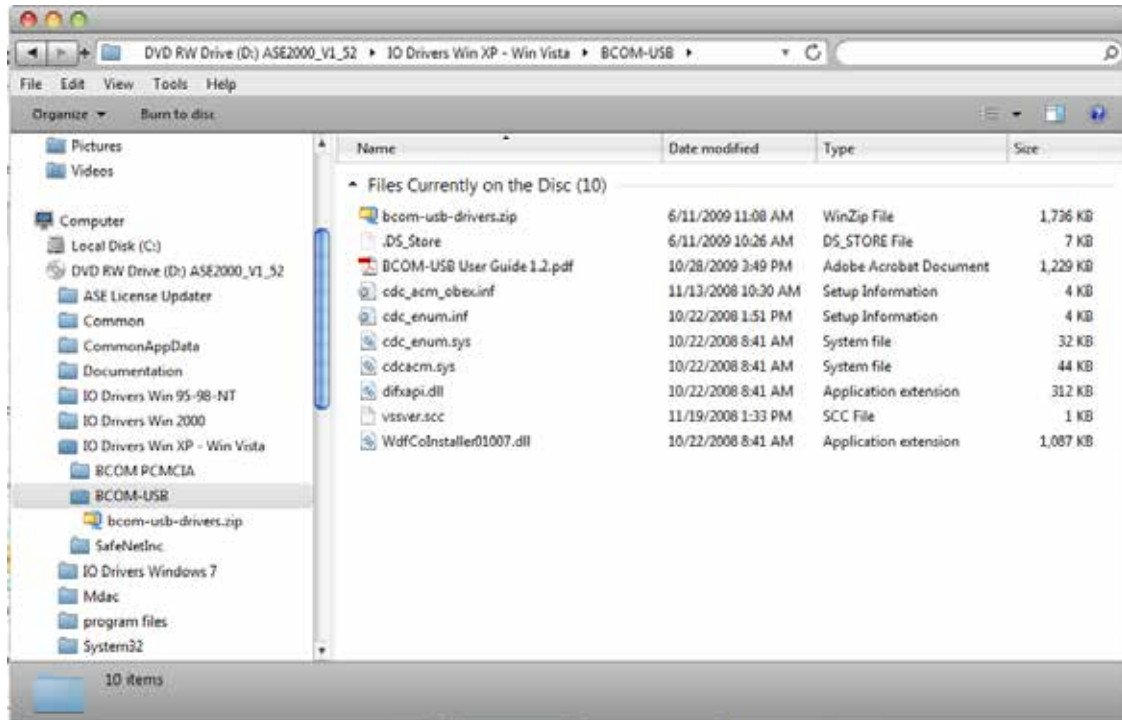 DVD RW Drive (D:) ASE2000_V1_52 ▸ IO Drivers Win XP - Win Vista ▸ BCOM-USB ▸
File Edit View Tools Help
Organize Burn to disc
Pictures
Videos
Computer
Local Disk (C:)
DVD RW Drive (D:) ASE2000_V1_52
ASE License Updater
Common
CommonAppData
Documentation
IO Drivers Win 95-98-NT
IO Drivers Win 2000
IO Drivers Win XP - Win Vista
BCOM PCMCIA
BCOM-USB
bcom-usb-drivers.zip
SafeNetInc
IO Drivers Windows 7
Mdac
program files
System32
Name Date modified Type Size
Files Currently on the Disc (10)
bcom-usb-drivers.zip 6/11/2009 11:08 AM WinZip File 1,736 KB
.DS_Store 6/11/2009 10:26 AM DS_STORE File 7 KB
BCOM-USB User Guide 1.2.pdf 10/28/2009 3:49 PM Adobe Acrobat Document 1,229 KB
cdc_acm_obex.inf 11/13/2008 10:30 AM Setup Information 4 KB
cdc_enum.inf 10/22/2008 1:51 PM Setup Information 4 KB
cdc_enum.sys 10/22/2008 8:41 AM System file 32 KB
cdcacm.sys 10/22/2008 8:41 AM System file 44 KB
difxapi.dll 10/22/2008 8:41 AM Application extension 312 KB
vssver.scc 11/19/2008 1:33 PM SCC File 1 KB
WdfCoInstaller01007.dll 10/22/2008 8:41 AM Application extension 1,087 KB
10 items